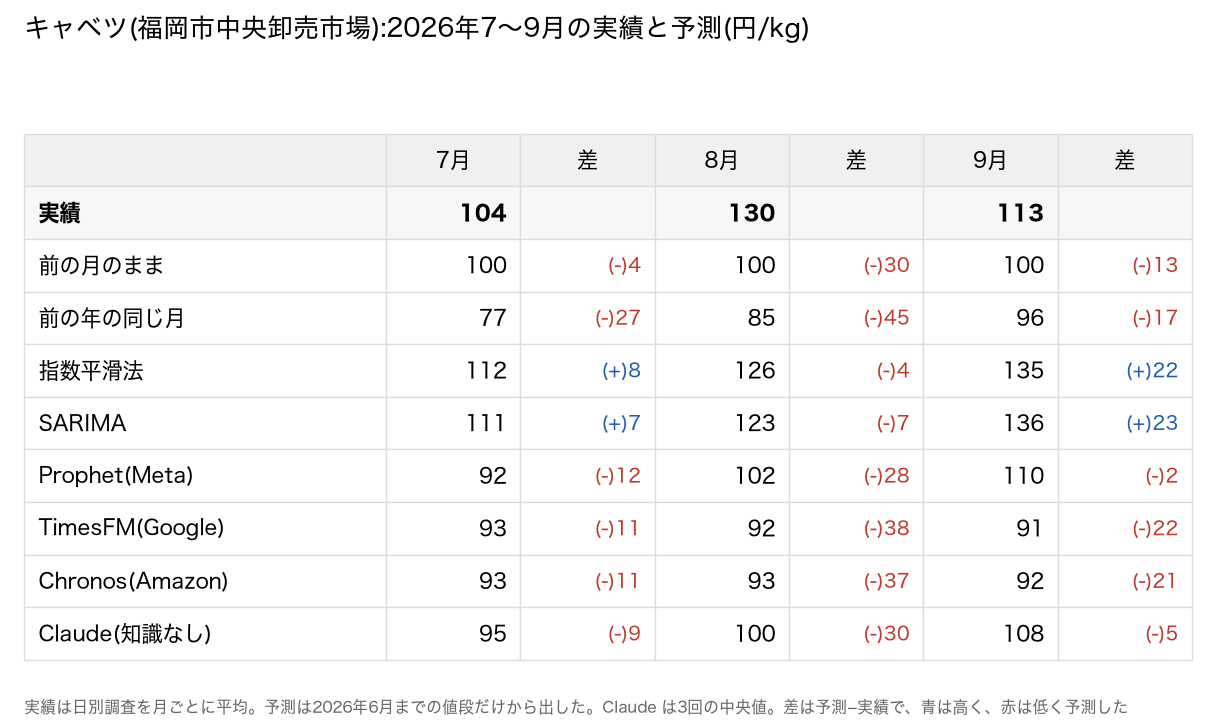 キャベツ(福岡市中央卸売市場):2026年7〜9月の実績と予測(円/kg)
7月 差 8月 差 9月 差
実績 104 130 113
前の月のまま 100 (-)4 100 (-)30 100 (-)13
前の年の同じ月 77 (-)27 85 (-)45 96 (-)17
指数平滑法 112 (+)8 126 (-)4 135 (+)22
SARIMA 111 (+)7 123 (-)7 136 (+)23
Prophet(Meta) 92 (-)12 102 (-)28 110 (-)2
TimesFM(Google) 93 (-)11 92 (-)38 91 (-)22
Chronos(Amazon) 93 (-)11 93 (-)37 92 (-)21
Claude(知識なし) 95 (-)9 100 (-)30 108 (-)5
実績は日別調査を月ごとに平均。予測は2026年6月までの値段だけから出した。Claude は3回の中央値。差は予測−実績で、青は高く、赤は低く予測した